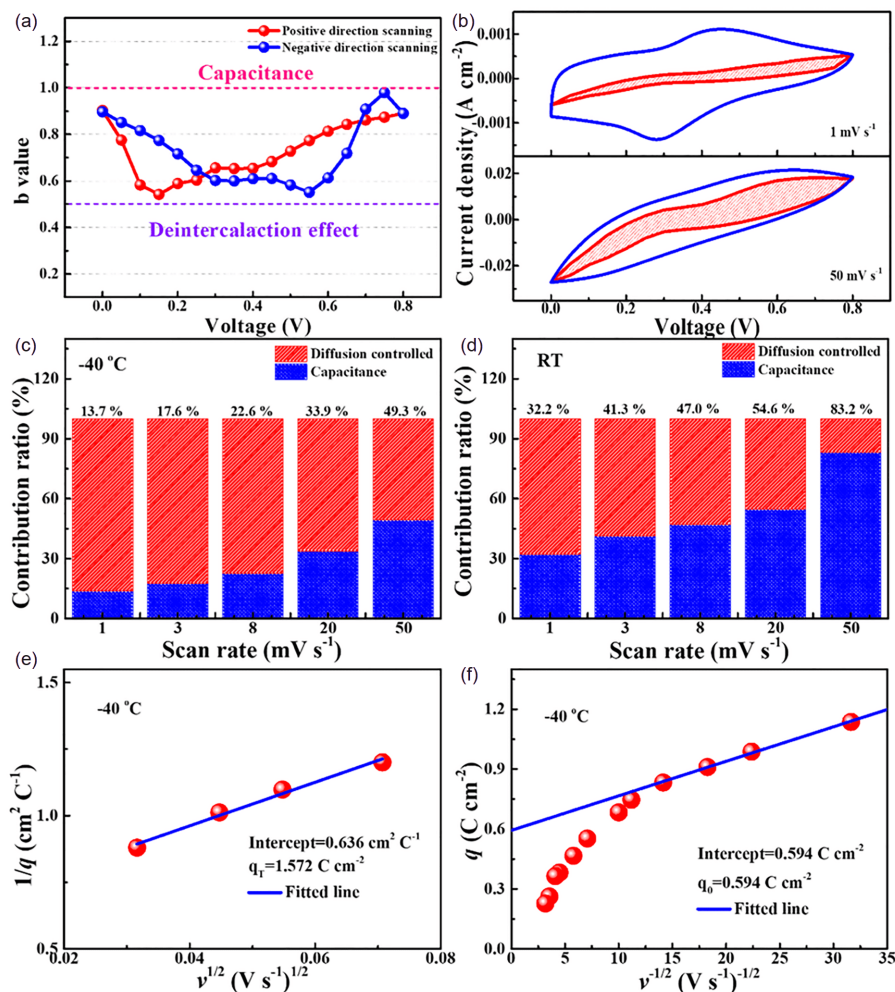 (a)
1.2
1.0
0.8
0.6
0.4
0.2
b value
Positive direction scanning
Negative direction scanning
Capacitance
Deintercalaction effect
0.0 0.2 0.4 0.6 0.8
Voltage (V)
(b)
0.001
0.000
-0.001
1 mV s⁻¹
0.02
0.00
-0.02
50 mV s⁻¹
Current density (A cm⁻²)
0.0 0.2 0.4 0.6 0.8
Voltage (V)
(c)
-40 °C
Diffusion controlled
Capacitance
120
90
60
30
0
Contribution ratio (%)
13.7 % 17.6 % 22.6 % 33.9 % 49.3 %
1 3 8 20 50
Scan rate (mV s⁻¹)
(d)
RT
Diffusion controlled
Capacitance
120
90
60
30
0
Contribution ratio (%)
32.2 % 41.3 % 47.0 % 54.6 % 83.2 %
1 3 8 20 50
Scan rate (mV s⁻¹)
(e)
-40 °C
1.5
1.0
0.5
1/q (cm² C⁻¹)
Intercept=0.636 cm² C⁻¹
qT=1.572 C cm⁻²
Fitted line
0.02 0.04 0.06 0.08
v¹/² (V s⁻¹)¹/²
(f)
-40 °C
1.2
0.9
0.6
0.3
0.0
q (C cm⁻²)
Intercept=0.594 C cm⁻²
q₀=0.594 C cm⁻²
Fitted line
0 5 10 15 20 25 30 35
v⁻¹/² (V s⁻¹)⁻¹/²